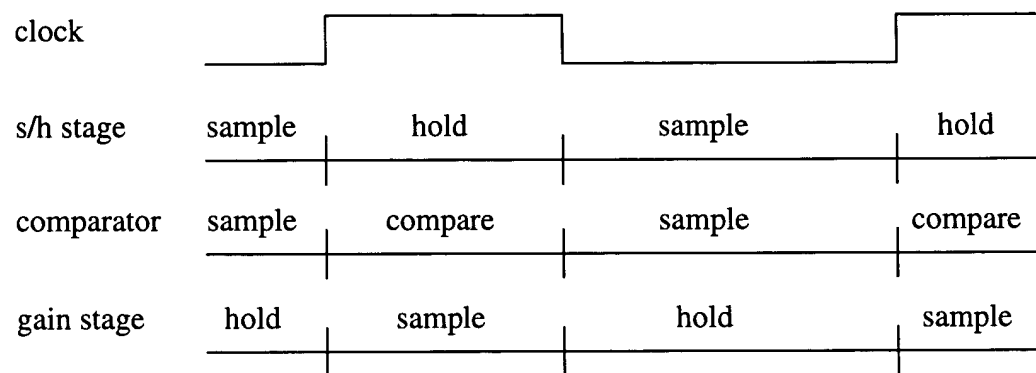 clock
s/h stage sample hold sample hold
comparator sample compare sample compare
gain stage hold sample hold sample